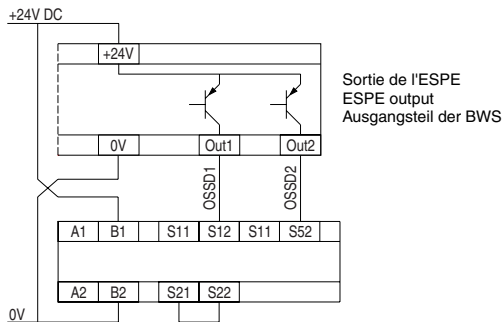 +24V DC
+24V
Sortie de l'ESPE
ESPE output
Ausgangsteil der BWS
0V Out1 Out2
OSSD1 OSSD2
A1 B1 S11 S12 S11 S52
A2 B2 S21 S22
0V